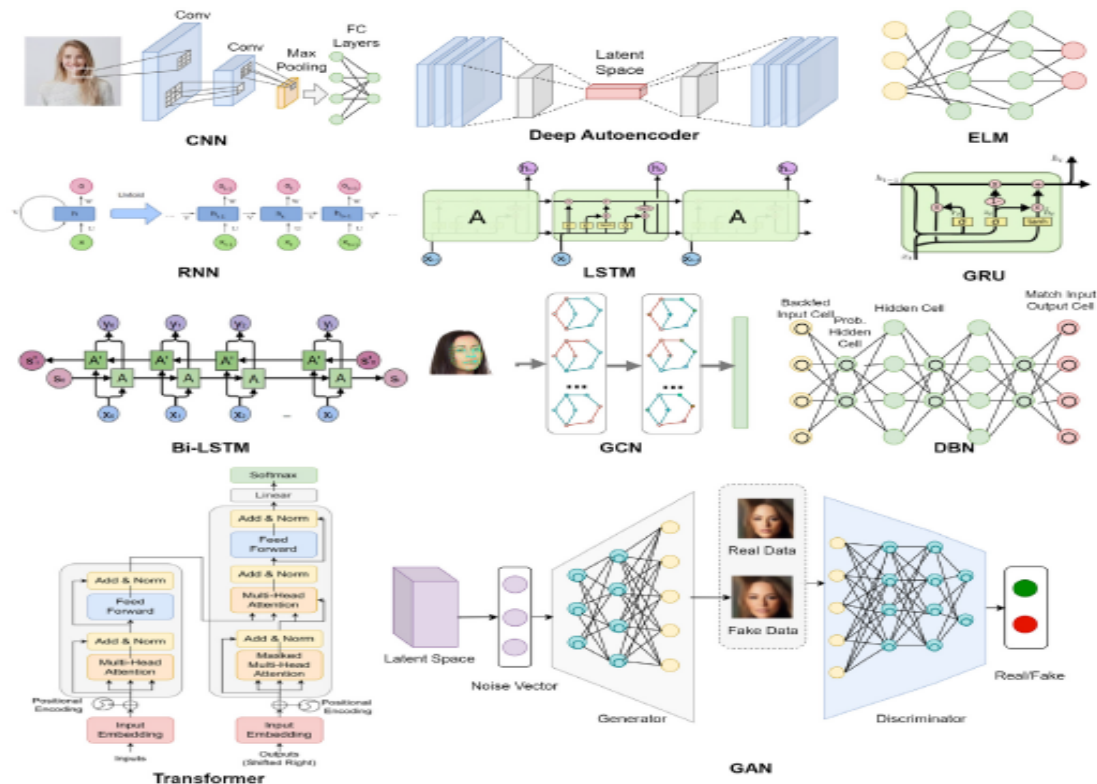 Conv
Conv
Max
Pooling
FC
Layers
CNN
Latent
Space
Deep Autoencoder
ELM
Unfold
RNN
A
A
LSTM
GRU
A'
A'
A'
A'
A
A
A
A
Bi-LSTM
GCN
Backfed
Input Cell
Prob.
Hidden
Cell
Hidden Cell
Match Input
Output Cell
DBN
Softmax
Linear
Add & Norm
Feed
Forward
Add & Norm
Multi-Head
Attention
Add & Norm
Masked
Multi-Head
Attention
Add & Norm
Feed
Forward
Add & Norm
Multi-Head
Attention
Positional
Encoding
Positional
Encoding
Input
Embedding
Input
Embedding
Inputs
Outputs
(Shifted Right)
Transformer
Latent Space
Noise Vector
Generator
Real Data
Fake Data
Discriminator
Real/Fake
GAN